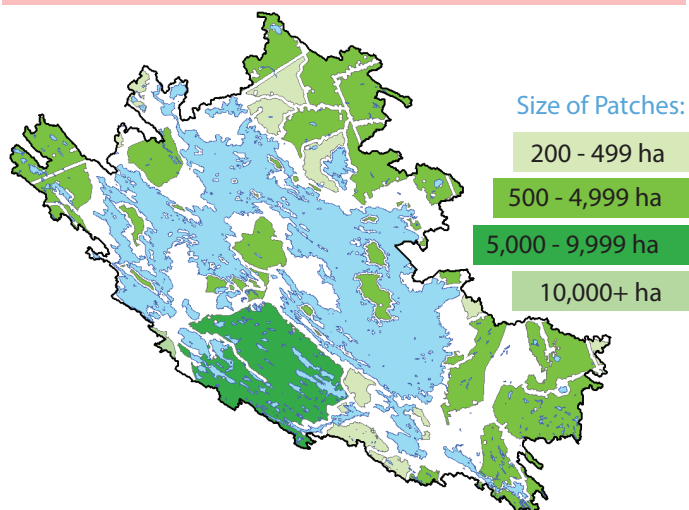 Size of Patches:
200 - 499 ha
500 - 4,999 ha
5,000 - 9,999 ha
10,000+ ha